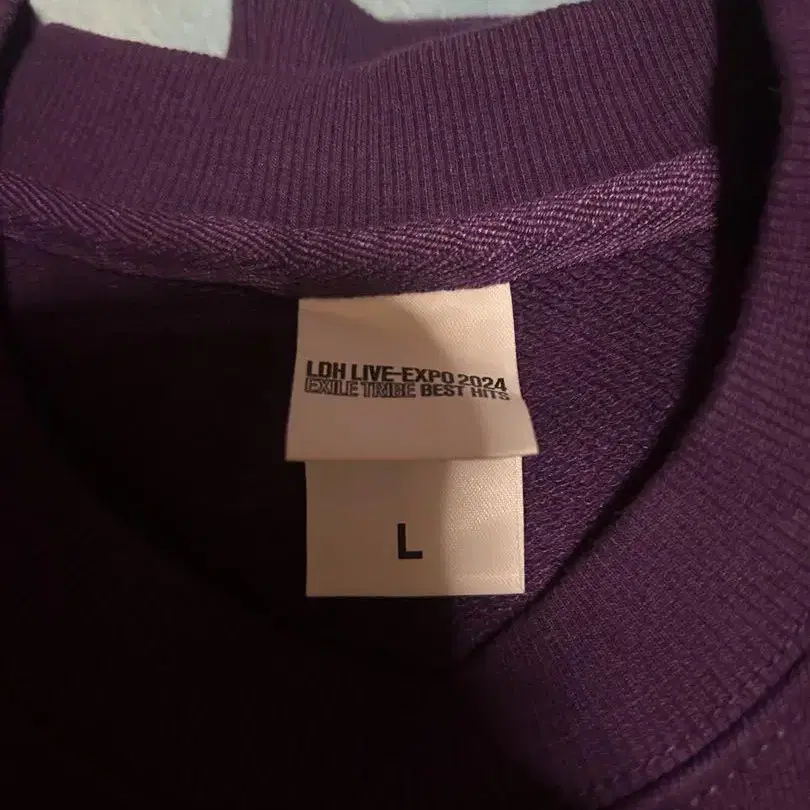 LDH LIVE-EXPO 2024
EXILE TRIBE BEST HITS
L